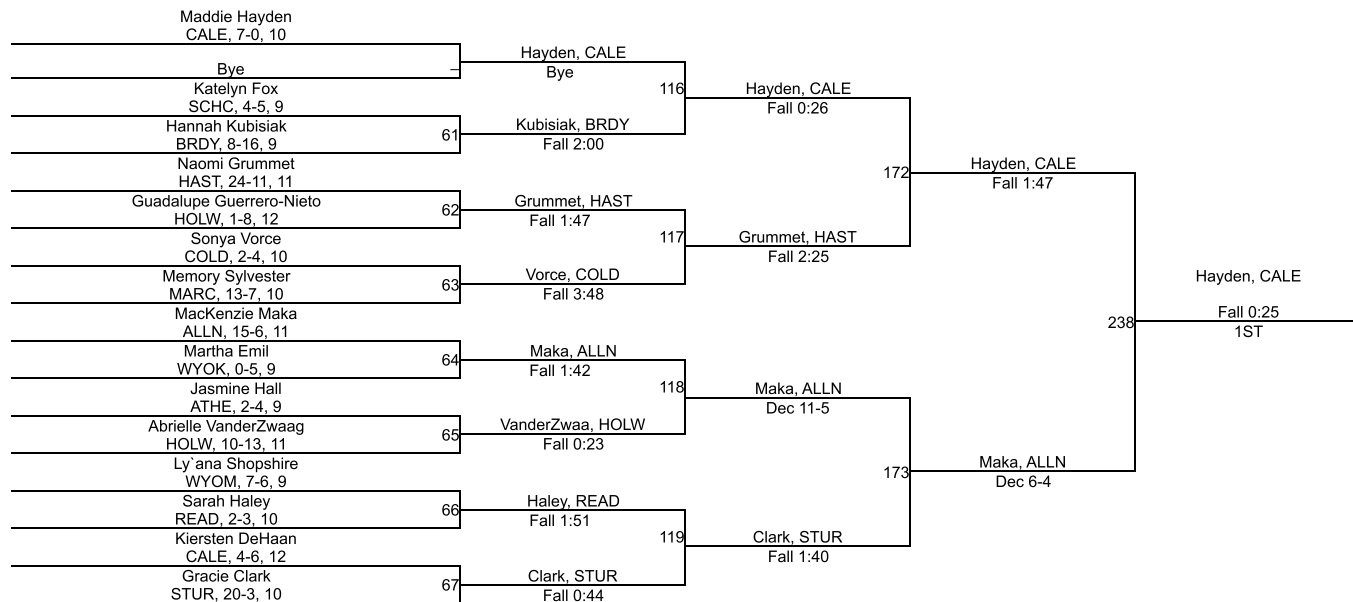 Maddie Hayden
CALE, 7-0, 10
Bye
Katelyn Fox
SCHC, 4-5, 9
Hannah Kubisiak
BRDY, 8-16, 9
Naomi Grummet
HAST, 24-11, 11
Guadalupe Guerrero-Nieto
HOLW, 1-8, 12
Sonya Vorce
COLD, 2-4, 10
Memory Sylvester
MARC, 13-7, 10
MacKenzie Maka
ALLN, 15-6, 11
Martha Emil
WYOK, 0-5, 9
Jasmine Hall
ATHE, 2-4, 9
Abrielle VanderZwaag
HOLW, 10-13, 11
Ly`ana Shopshire
WYOM, 7-6, 9
Sarah Haley
READ, 2-3, 10
Kiersten DeHaan
CALE, 4-6, 12
Gracie Clark
STUR, 20-3, 10
61
62
63
64
65
66
67
Hayden, CALE
Bye
Kubisiak, BRDY
Fall 2:00
Grummet, HAST
Fall 1:47
Vorce, COLD
Fall 3:48
Maka, ALLN
Fall 1:42
VanderZwaa, HOLW
Fall 0:23
Haley, READ
Fall 1:51
Clark, STUR
Fall 0:44
116
117
118
119
Hayden, CALE
Fall 0:26
Grummet, HAST
Fall 2:25
Maka, ALLN
Dec 11-5
Clark, STUR
Fall 1:40
172
173
Hayden, CALE
Fall 1:47
Maka, ALLN
Dec 6-4
238
Hayden, CALE
Fall 0:25
1ST